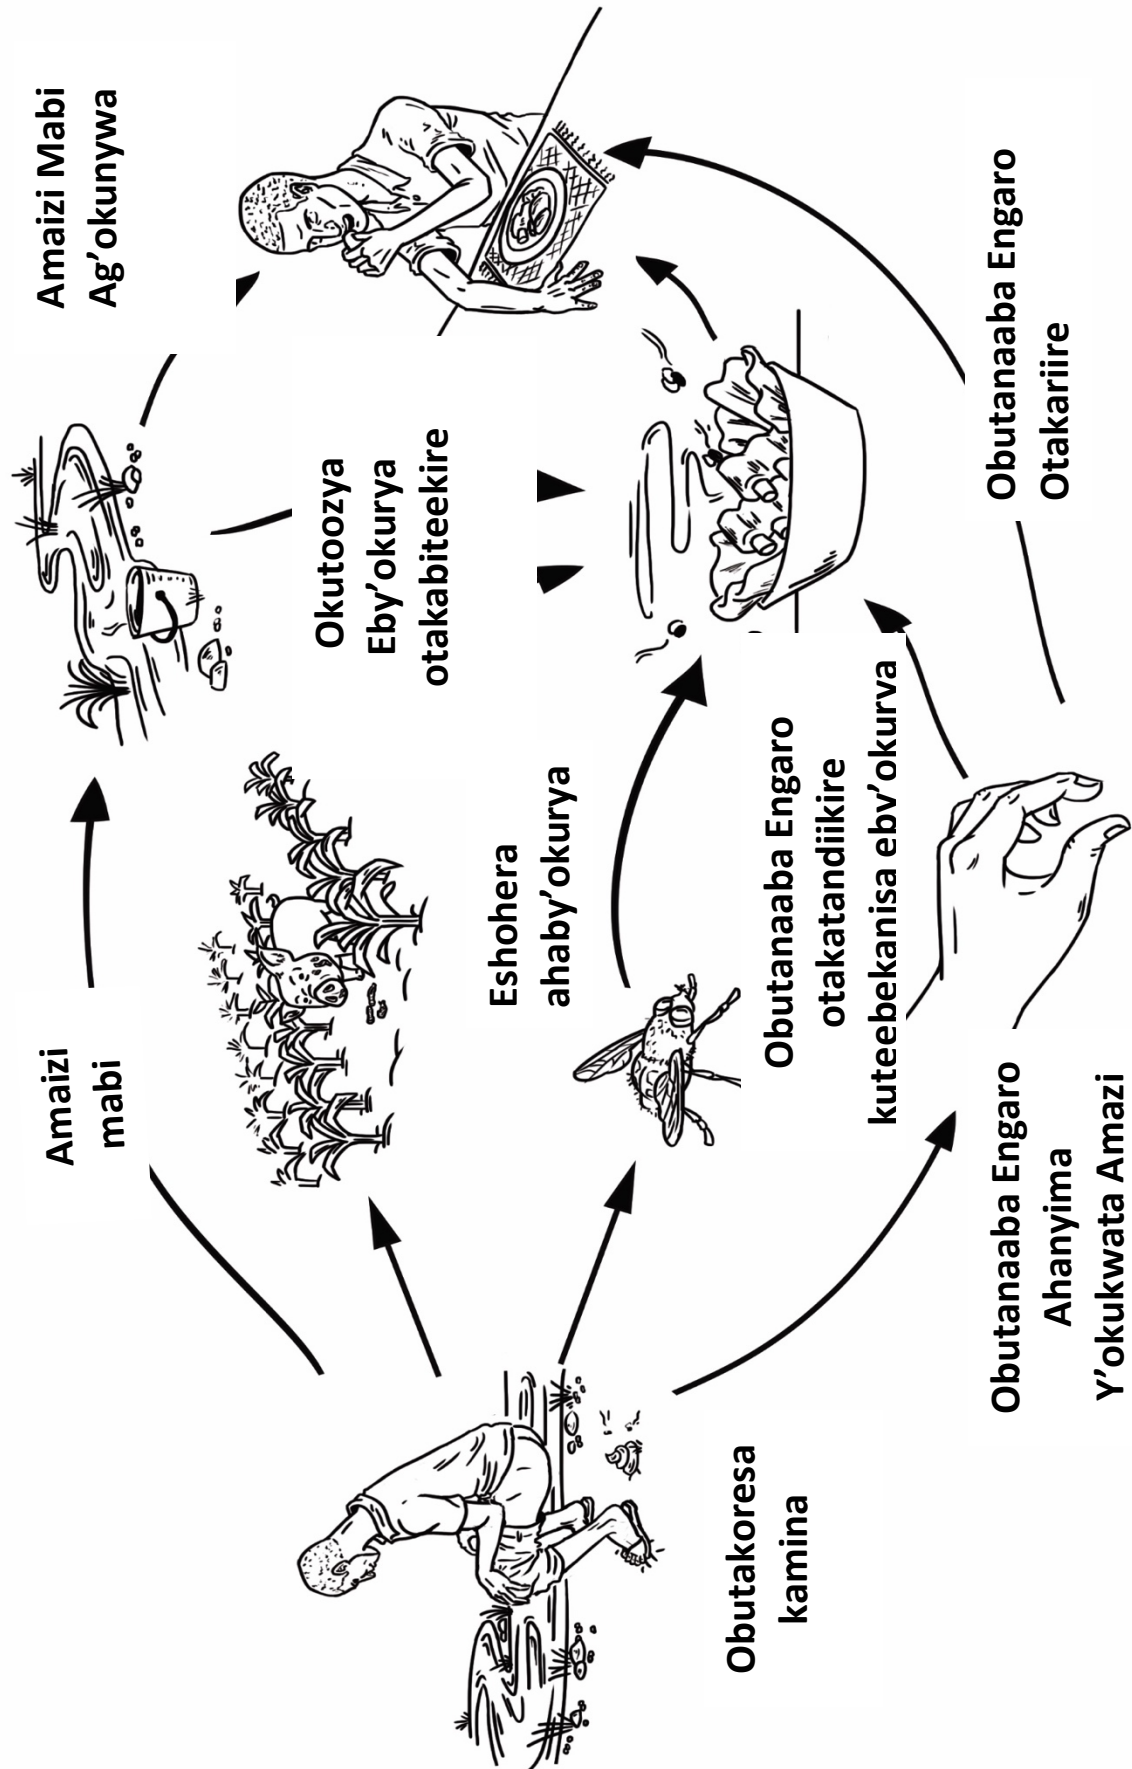 Amaizi
mabi
Amaizi Mabi
Ag’okunywa
Okutoozya
Eby’okurya
otakabiteekire
Eshohera
ahaby’okurya
Obutakoresa
kamina
Obutanaaba Engaro
otakatandiikire
kuteebekanisa eby’okurya
Obutanaaba Engaro
Ahanyima
Y’okukwata Amazi
Obutanaaba Engaro
Otakariire